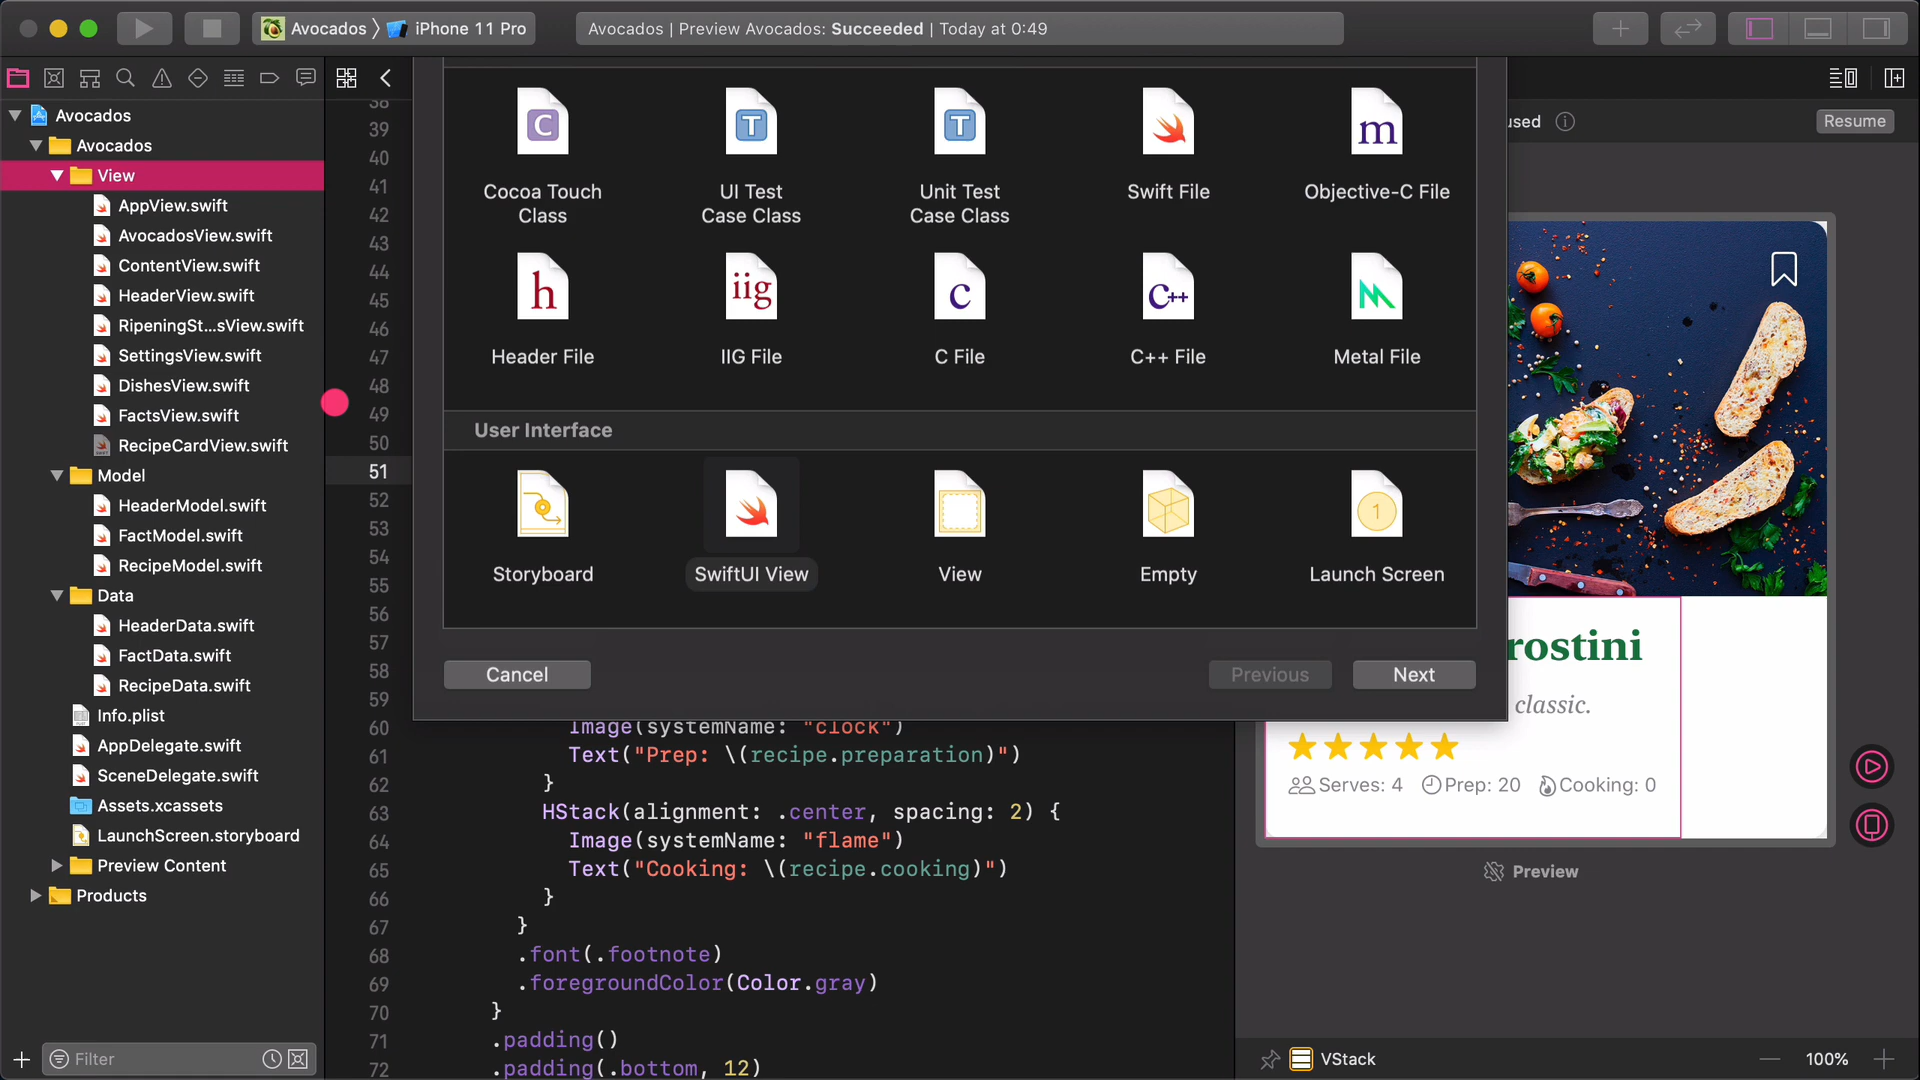 Avocados
iPhone 11 Pro
Avocados | Preview Avocados: Succeeded | Today at 0:49
Avocados
Avocados
View
AppView.swift
AvocadosView.swift
ContentView.swift
HeaderView.swift
RipeningSt...sView.swift
SettingsView.swift
DishesView.swift
FactsView.swift
RecipeCardView.swift
Model
HeaderModel.swift
FactModel.swift
RecipeModel.swift
Data
HeaderData.swift
FactData.swift
RecipeData.swift
Info.plist
AppDelegate.swift
SceneDelegate.swift
Assets.xcassets
LaunchScreen.storyboard
Preview Content
Products
Filter
38
39
40
41
42
43
44
45
46
47
48
49
50
51
52
53
54
55
56
57
58
59
C
Cocoa Touch
Class
T
UI Test
Case Class
T
Unit Test
Case Class
Swift File
m
Objective-C File
h
Header File
iig
IIG File
c
C File
c++
C++ File
Metal File
User Interface
Storyboard
SwiftUI View
View
Empty
1
Launch Screen
Cancel
Previous
Next
60 Image(systemName: "clock")
61 Text("Prep: \(recipe.preparation)")
62 }
63 HStack(alignment: .center, spacing: 2) {
64 Image(systemName: "flame")
65 Text("Cooking: \(recipe.cooking)")
66 }
67 }
68 .font(.footnote)
69 .foregroundColor(Color.gray)
70 }
71 .padding()
72 .padding(.bottom, 12)
used
Resume
rostini
classic.
Serves: 4
Prep: 20
Cooking: 0
Preview
VStack
100%